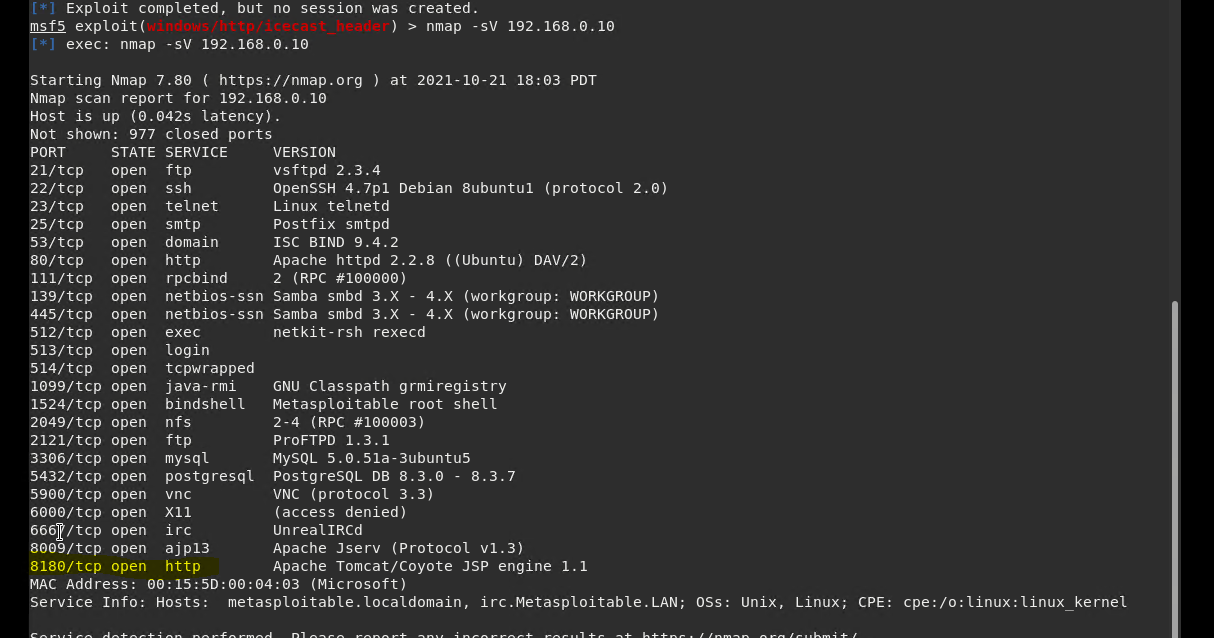 [*] Exploit completed, but no session was created.
msf5 exploit(windows/http/icecast_header) > nmap -sV 192.168.0.10
[*] exec: nmap -sV 192.168.0.10
Starting Nmap 7.80 ( https://nmap.org ) at 2021-10-21 18:03 PDT
Nmap scan report for 192.168.0.10
Host is up (0.042s latency).
Not shown: 977 closed ports
PORT     STATE SERVICE     VERSION
21/tcp   open  ftp         vsftpd 2.3.4
22/tcp   open  ssh         OpenSSH 4.7p1 Debian 8ubuntu1 (protocol 2.0)
23/tcp   open  telnet      Linux telnetd
25/tcp   open  smtp        Postfix smtpd
53/tcp   open  domain      ISC BIND 9.4.2
80/tcp   open  http        Apache httpd 2.2.8 ((Ubuntu) DAV/2)
111/tcp  open  rpcbind     2 (RPC #100000)
139/tcp  open  netbios-ssn Samba smbd 3.X - 4.X (workgroup: WORKGROUP)
445/tcp  open  netbios-ssn Samba smbd 3.X - 4.X (workgroup: WORKGROUP)
512/tcp  open  exec        netkit-rsh rexecd
513/tcp  open  login
514/tcp  open  tcpwrapped
1099/tcp open  java-rmi    GNU Classpath grmiregistry
1524/tcp open  bindshell   Metasploitable root shell
2049/tcp open  nfs         2-4 (RPC #100003)
2121/tcp open  ftp         ProFTPD 1.3.1
3306/tcp open  mysql       MySQL 5.0.51a-3ubuntu5
5432/tcp open  postgresql  PostgreSQL DB 8.3.0 - 8.3.7
5900/tcp open  vnc         VNC (protocol 3.3)
6000/tcp open  X11         (access denied)
6667/tcp open  irc         UnrealIRCd
8009/tcp open  ajp13       Apache Jserv (Protocol v1.3)
8180/tcp open  http        Apache Tomcat/Coyote JSP engine 1.1
MAC Address: 00:15:5D:00:04:03 (Microsoft)
Service Info: Hosts:  metasploitable.localdomain, irc.Metasploitable.LAN; OSs: Unix, Linux; CPE: cpe:/o:linux:linux_kernel
Service detection performed. Please report any incorrect results at https://nmap.org/submit/